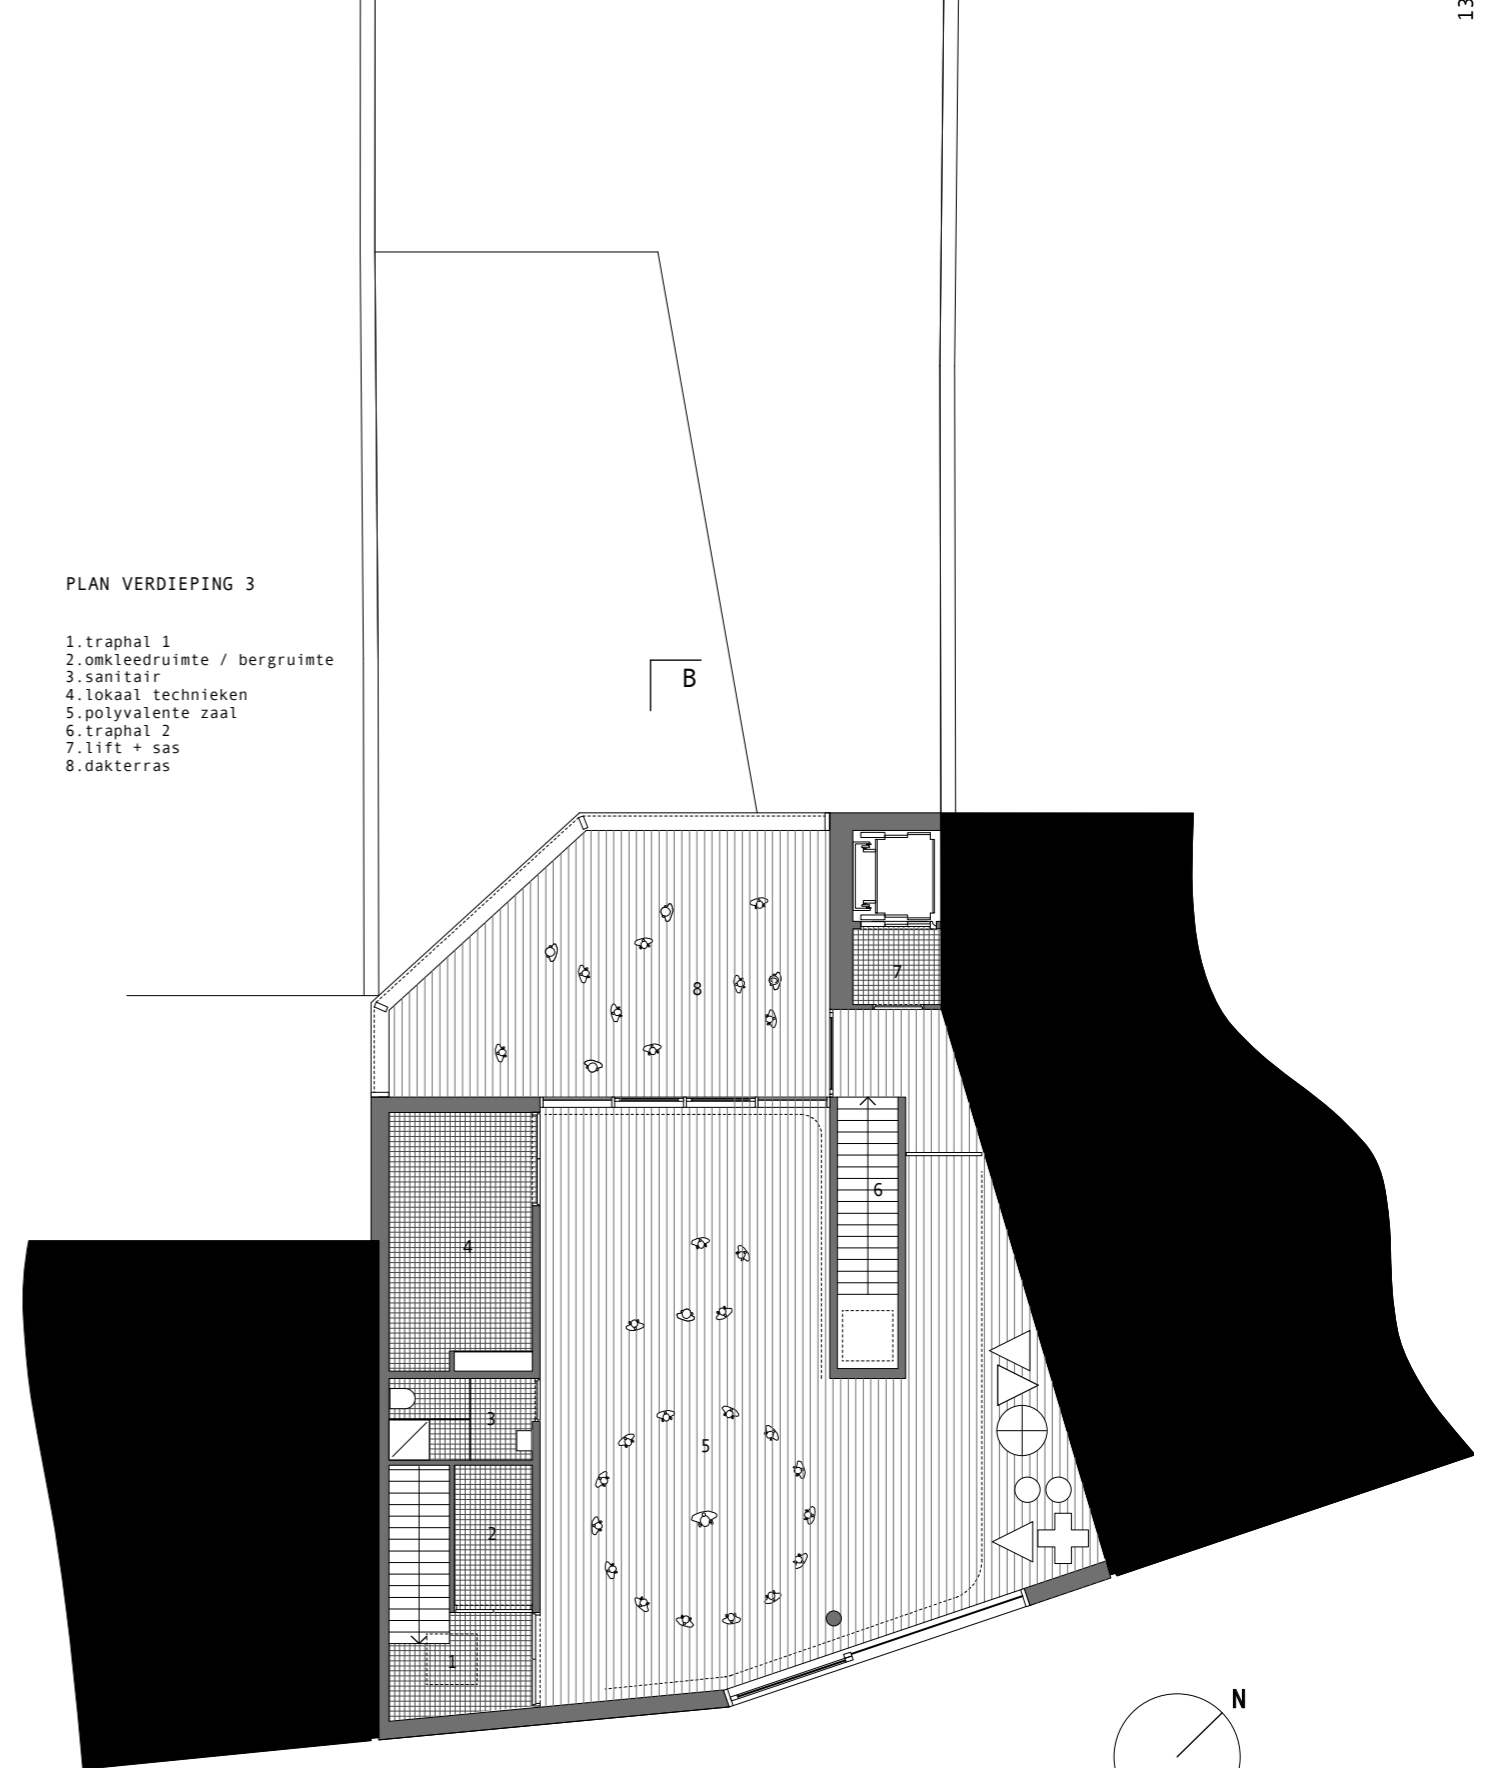 13
PLAN VERDIEPING 3
1.traphal 1
2.omkleedruimte / bergruimte
3.sanitair
4.lokaal technieken
5.polyvalente zaal
6.traphal 2
7.lift + sas
8.dakterras
B
7
8
6
4
3
5
2
1
N